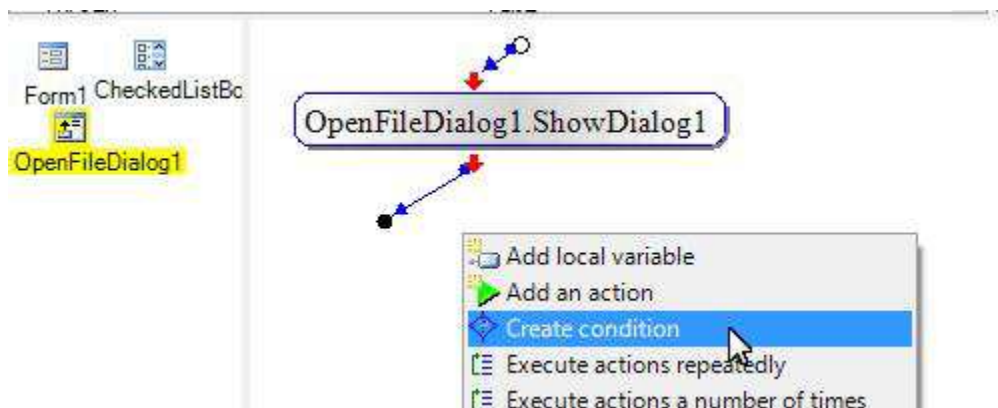 Form1 CheckedListBo
OpenFileDialog1
OpenFileDialog1.ShowDialog1
Add local variable
Add an action
Create condition
Execute actions repeatedly
Execute actions a number of times